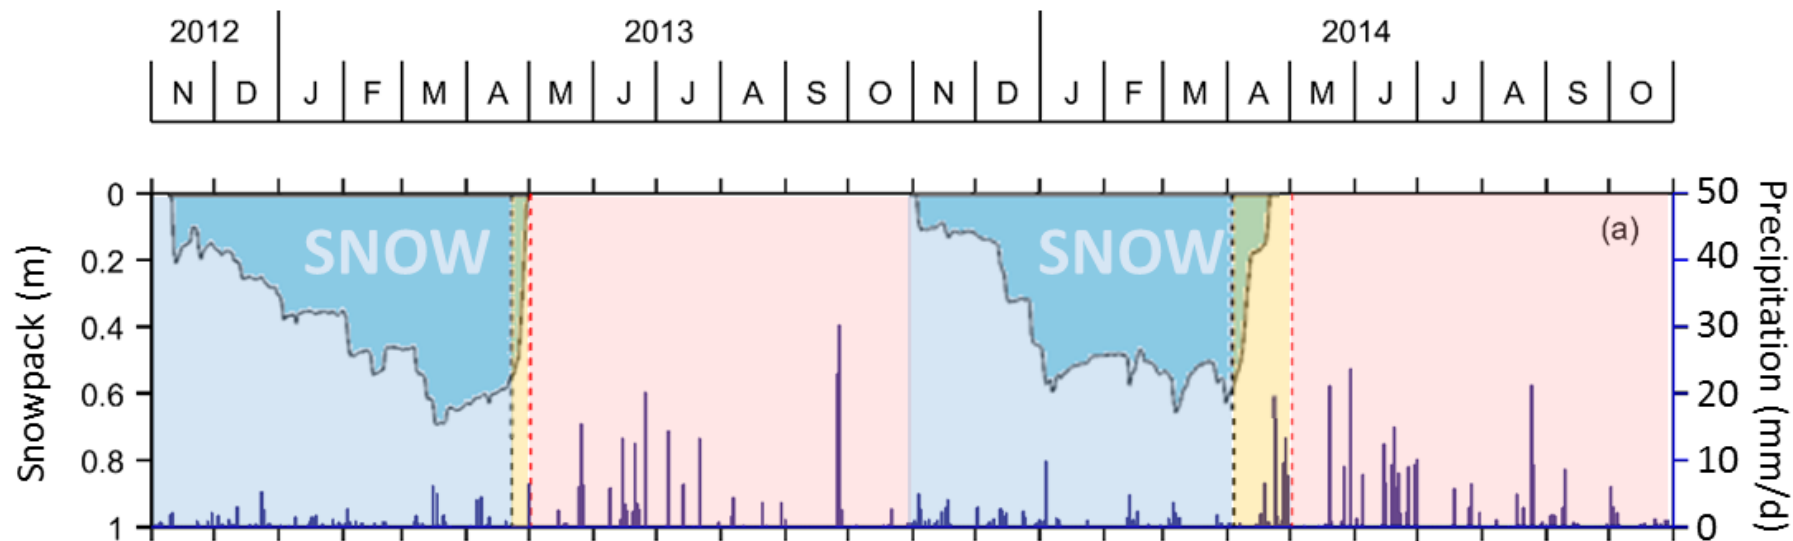 2012 2013 2014
N D J F M A M J J A S O N D J F M A M J J A S O
0 50
(a)
SNOW SNOW
0.2 40
0.4 30
0.6 20
0.8 10
1 0
Snowpack (m)
Precipitation (mm/d)